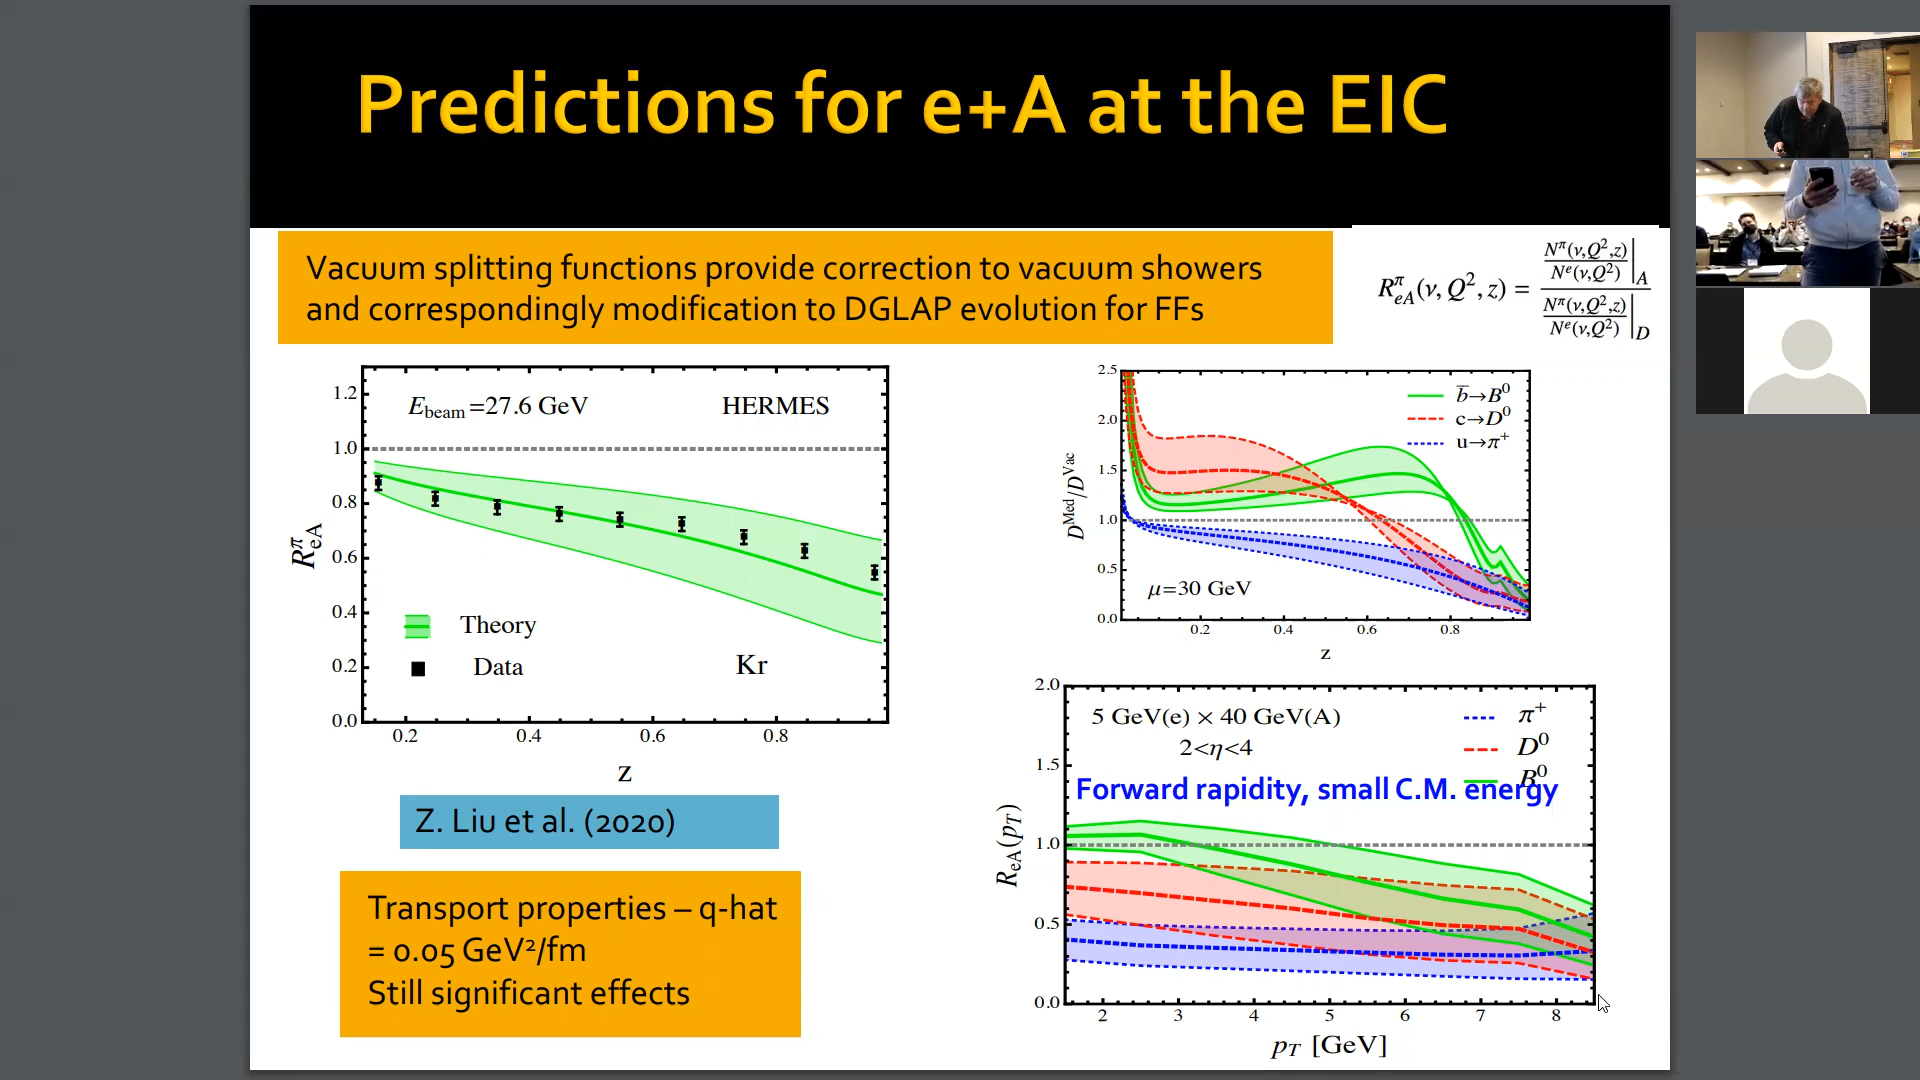 Predictions for e+A at the EIC
Vacuum splitting functions provide correction to vacuum showers
and correspondingly modification to DGLAP evolution for FFs
R^π_eA(ν, Q², z) = N^π(ν,Q²,z)/N^e(ν,Q²)|_A / N^π(ν,Q²,z)/N^e(ν,Q²)|_D
E_beam=27.6 GeV HERMES
Theory
Data
Kr
R^π_eA
1.2
1.0
0.8
0.6
0.4
0.2
0.0
0.2 0.4 0.6 0.8
z
D^Med/D^Vac
2.5
2.0
1.5
1.0
0.5
0.0
b̄→B⁰
c→D⁰
u→π⁺
μ=30 GeV
0.2 0.4 0.6 0.8
z
Z. Liu et al. (2020)
Transport properties – q-hat
= 0.05 GeV²/fm
Still significant effects
R_eA(p_T)
2.0
1.5
1.0
0.5
0.0
5 GeV(e) × 40 GeV(A)
2<η<4
π⁺
D⁰
B⁰
Forward rapidity, small C.M. energy
2 3 4 5 6 7 8
p_T [GeV]